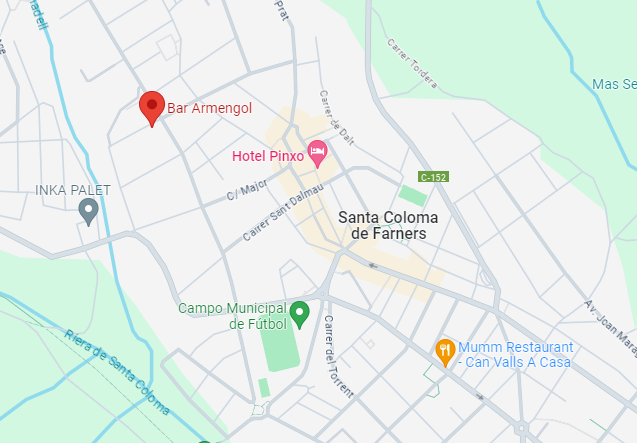 Prat
Carrer Tordera
Mas Se
Bar Armengol
Carrer de Dalt
Hotel Pinxo
C-152
INKA PALET
C/ Major
Carrer Sant Dalmau
Santa Coloma
de Farners
Campo Municipal
de Fútbol
Carrer del Torrent
Av. Joan Marag
Riera de Santa Coloma
Mumm Restaurant
- Can Valls A Casa